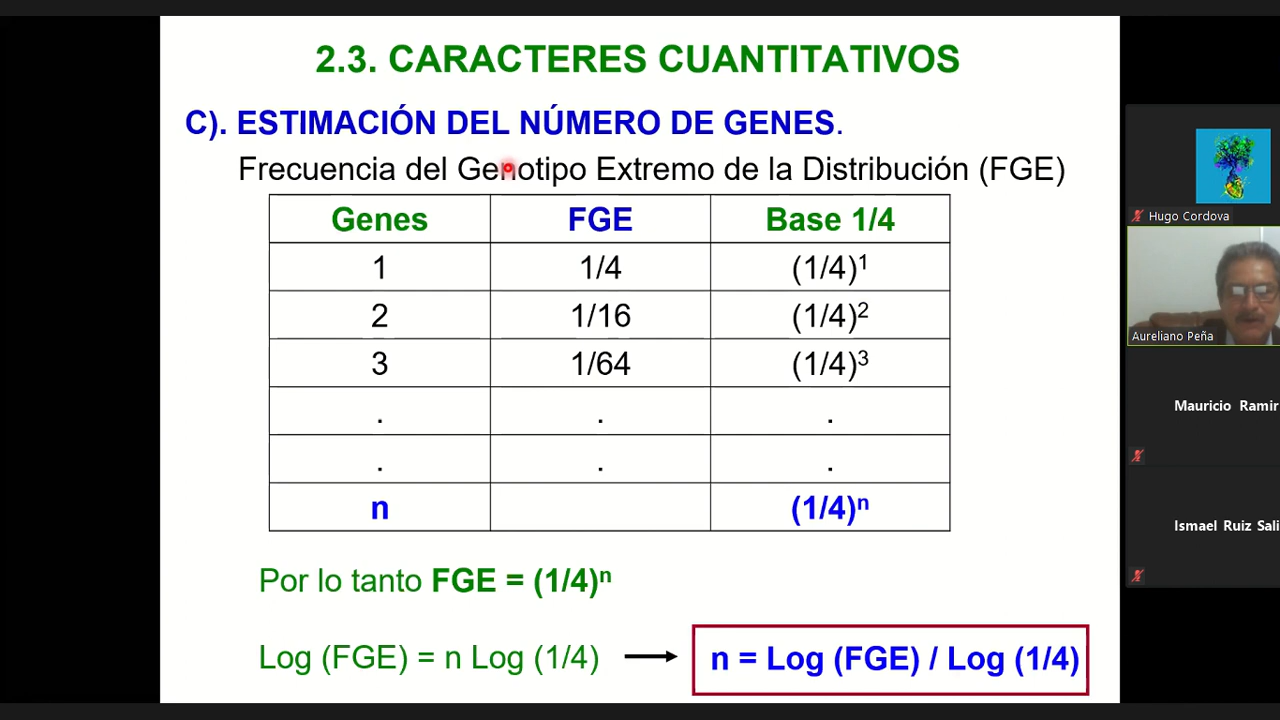 2.3. CARACTERES CUANTITATIVOS
C). ESTIMACIÓN DEL NÚMERO DE GENES.
Frecuencia del Genotipo Extremo de la Distribución (FGE)
Genes FGE Base 1/4
1 1/4 (1/4)¹
2 1/16 (1/4)²
3 1/64 (1/4)³
. . .
. . .
n (1/4)ⁿ
Por lo tanto FGE = (1/4)ⁿ
Log (FGE) = n Log (1/4) → n = Log (FGE) / Log (1/4)
Hugo Cordova
Aureliano Peña
Mauricio Ramir
Ismael Ruiz Sali